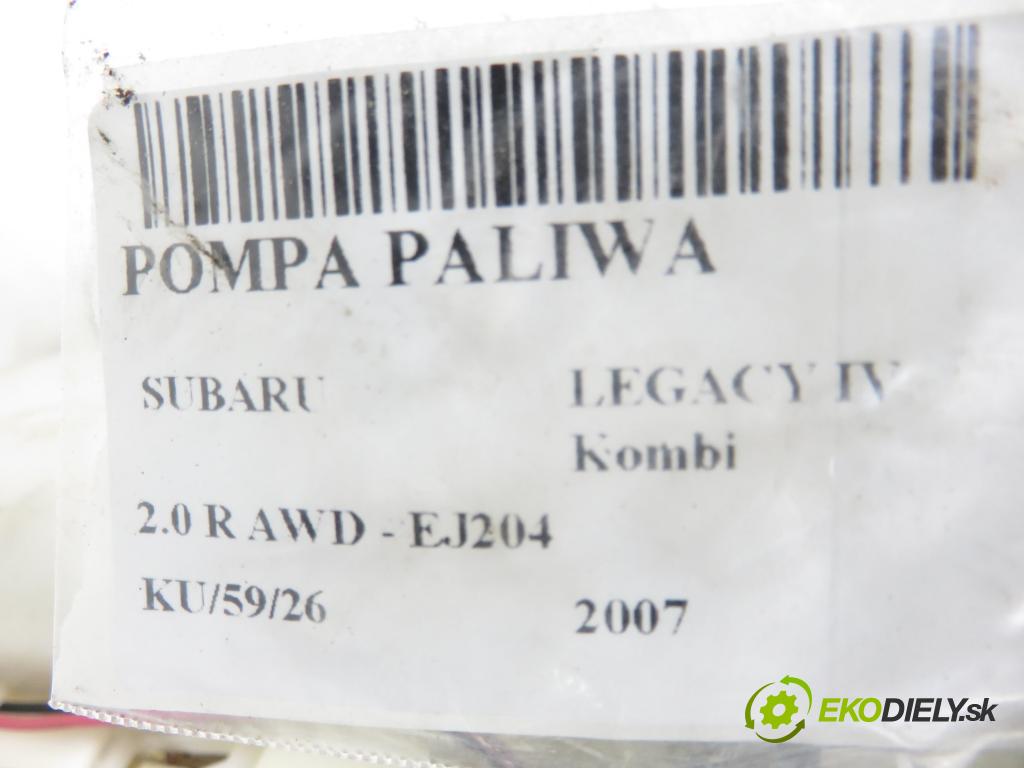 POMPA PALIWA
SUBARU
LEGACY IV
Kombi
2.0 R AWD - EJ204
KU/59/26
2007
EKODIELY.sk